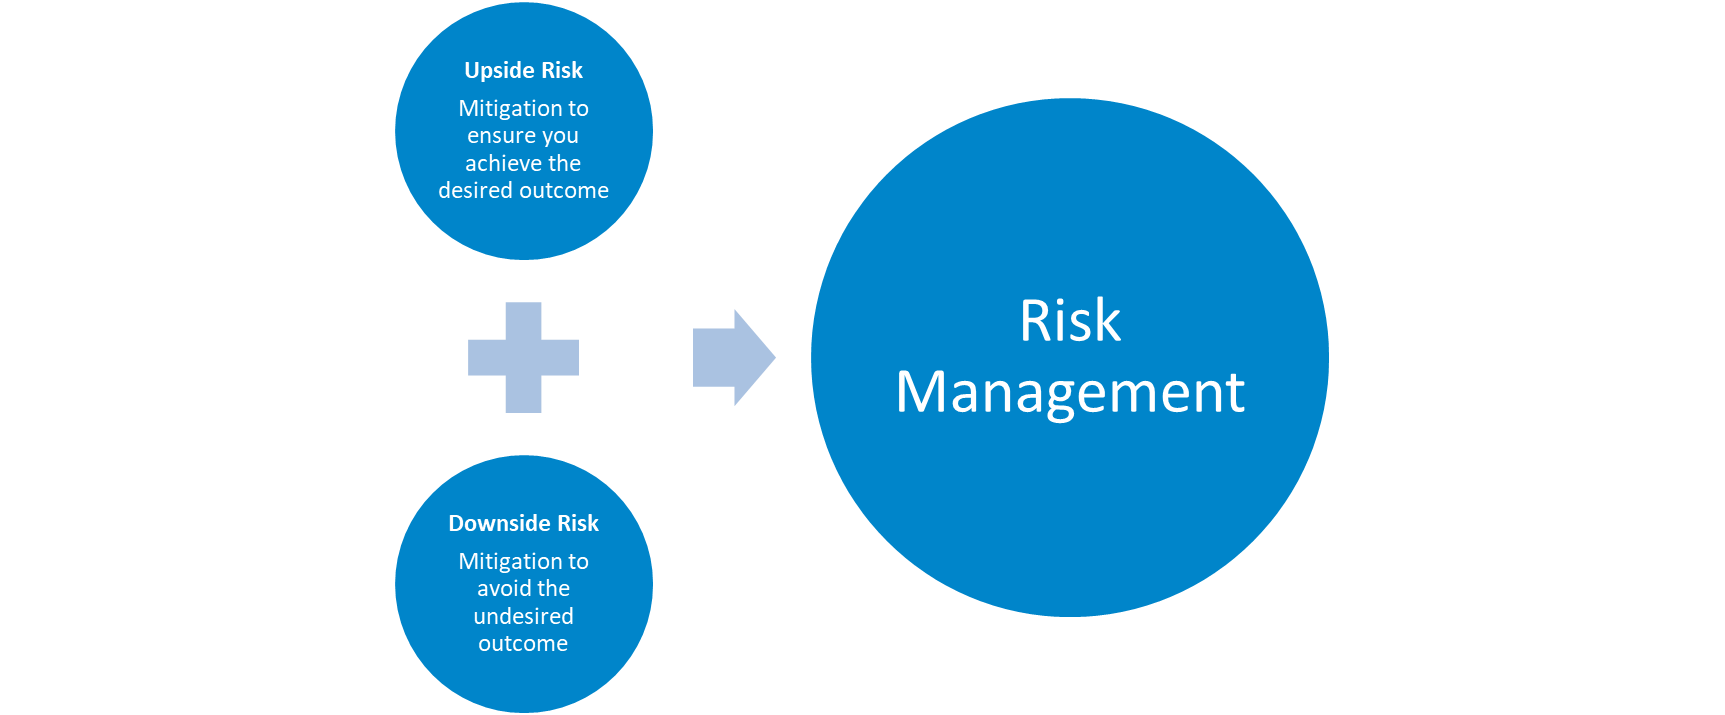 Upside Risk
Mitigation to
ensure you
achieve the
desired outcome
Downside Risk
Mitigation to
avoid the
undesired
outcome
Risk
Management